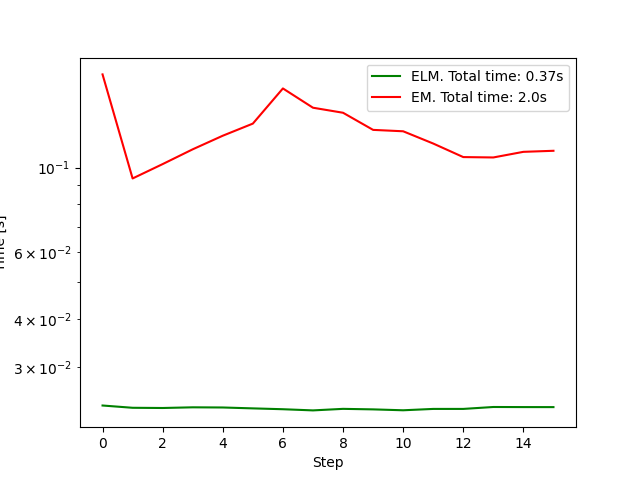 ELM. Total time: 0.37s
EM. Total time: 2.0s
10⁻¹
6 × 10⁻²
4 × 10⁻²
3 × 10⁻²
0 2 4 6 8 10 12 14
Step